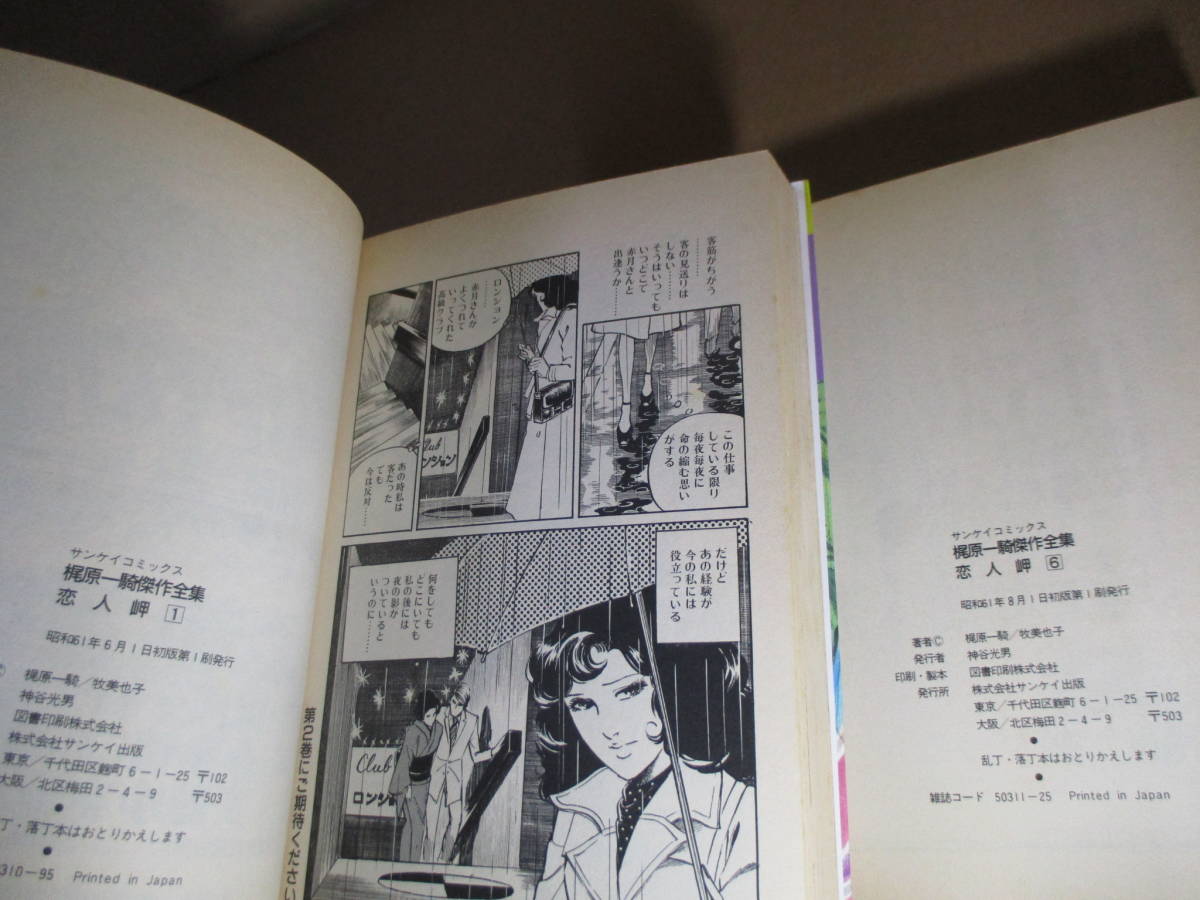 サンケイコミックス
梶原一騎傑作全集
恋人岬 1
昭和61年6月1日初版第1刷発行
梶原一騎/牧美也子
神谷光男
図書印刷株式会社
株式会社サンケイ出版
東京/千代田区麹町6-1-25 〒102
大阪/北区梅田2-4-9 〒503
丁・落丁本はおとりかえします
310-95 Printed in Japan
客筋がちがう
…………
客の見送りは
しない………
そうはいっても
いつどこで
赤月さんと
出逢うか………
ロンション
………
赤月さんが
よくつれて
いってくれた
高級クラブ
この仕事
している限り
毎夜毎夜に
命の縮む思い
がする
Club
ロンション
あの時私は
客だった
でも
今は反対………
だけど
あの経験が
今の私には
役立っている
何をしても
どこにいても
私の後には
夜の影が
ついていると
いうのに………
Club
ロンション
第2巻にご期待ください
サンケイコミックス
梶原一騎傑作全集
恋人岬 6
昭和61年8月1日初版第1刷発行
著者© 梶原一騎/牧美也子
発行者 神谷光男
印刷・製本 図書印刷株式会社
発行所 株式会社サンケイ出版
東京/千代田区麹町6-1-25 〒102
大阪/北区梅田2-4-9 〒503
乱丁・落丁本はおとりかえします
雑誌コード 50311-25 Printed in Japan